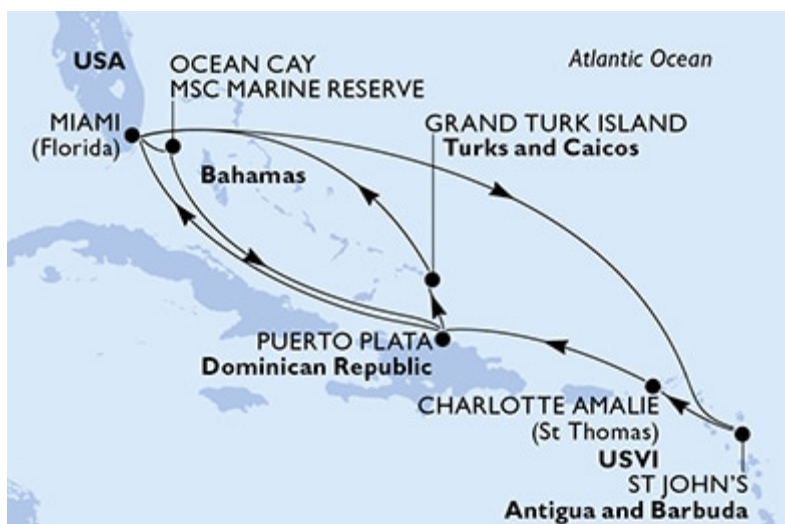 USA
OCEAN CAY
MSC MARINE RESERVE
Atlantic Ocean
MIAMI
(Florida)
GRAND TURK ISLAND
Turks and Caicos
Bahamas
PUERTO PLATA
Dominican Republic
CHARLOTTE AMALIE
(St Thomas)
USVI
ST JOHN'S
Antigua and Barbuda